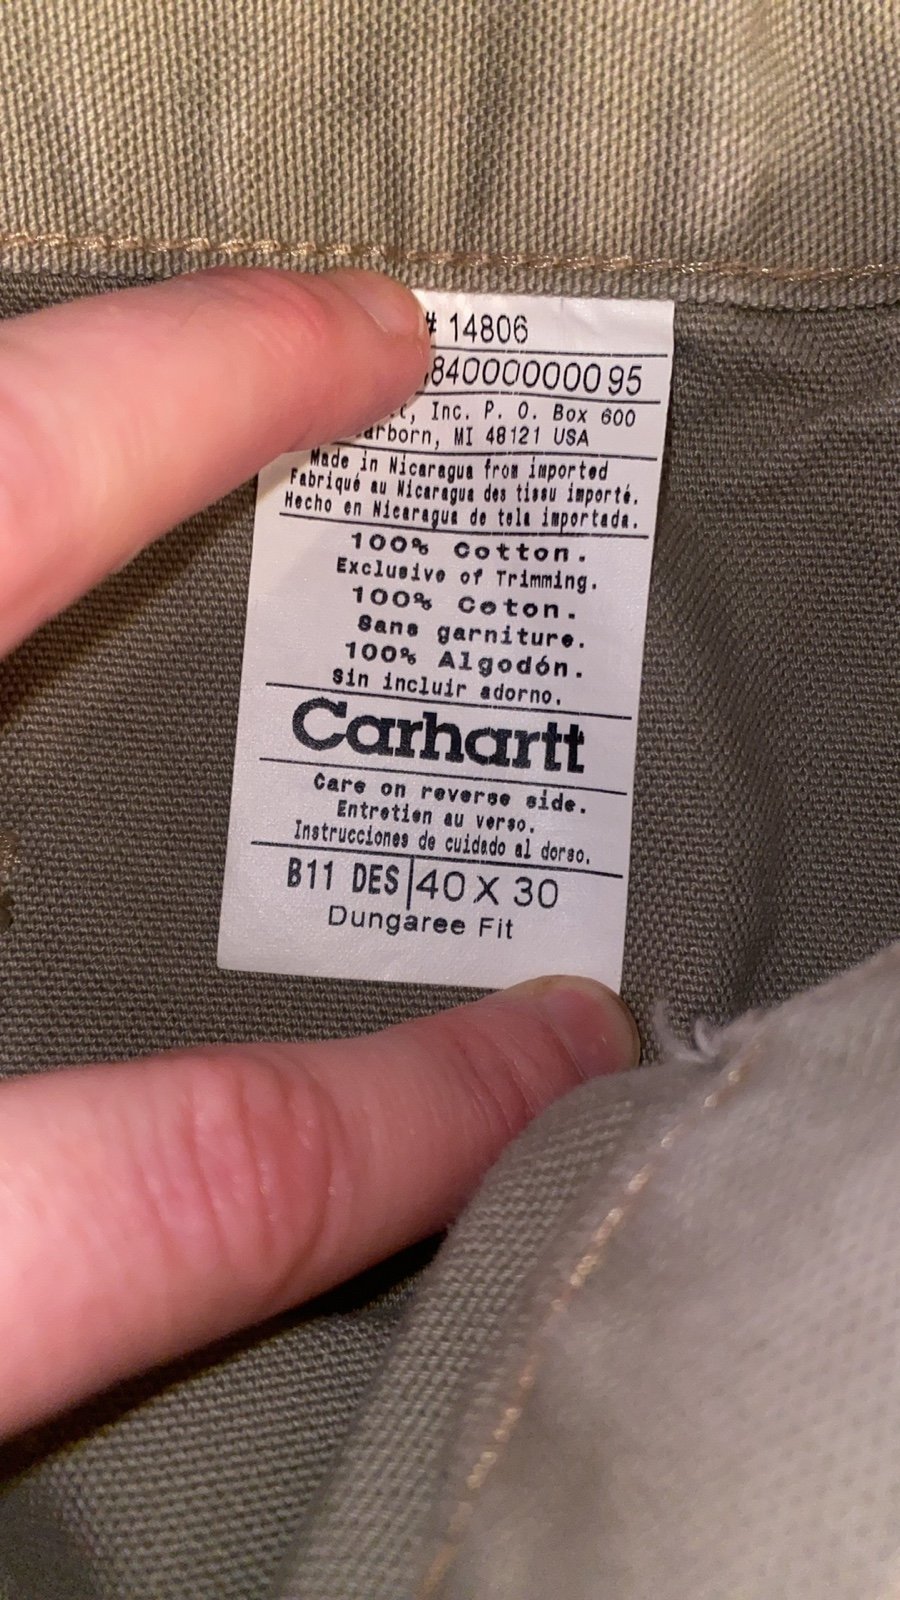 # 14806
84000000095
Inc. P. O. Box 600
MI 48121 USA
Made in Nicaragua from imported
Fabriqué au Nicaragua des tissu importé.
Hecho en Nicaragua de tela importada.
100% Cotton.
Exclusive of Trimming.
100% Coton.
Sans garniture.
100% Algodón.
Sin incluir adorno.
Carhartt
Care on reverse side.
Entretien au verso.
Instrucciones de cuidado al dorso.
B11 DES 40 X 30
Dungaree Fit